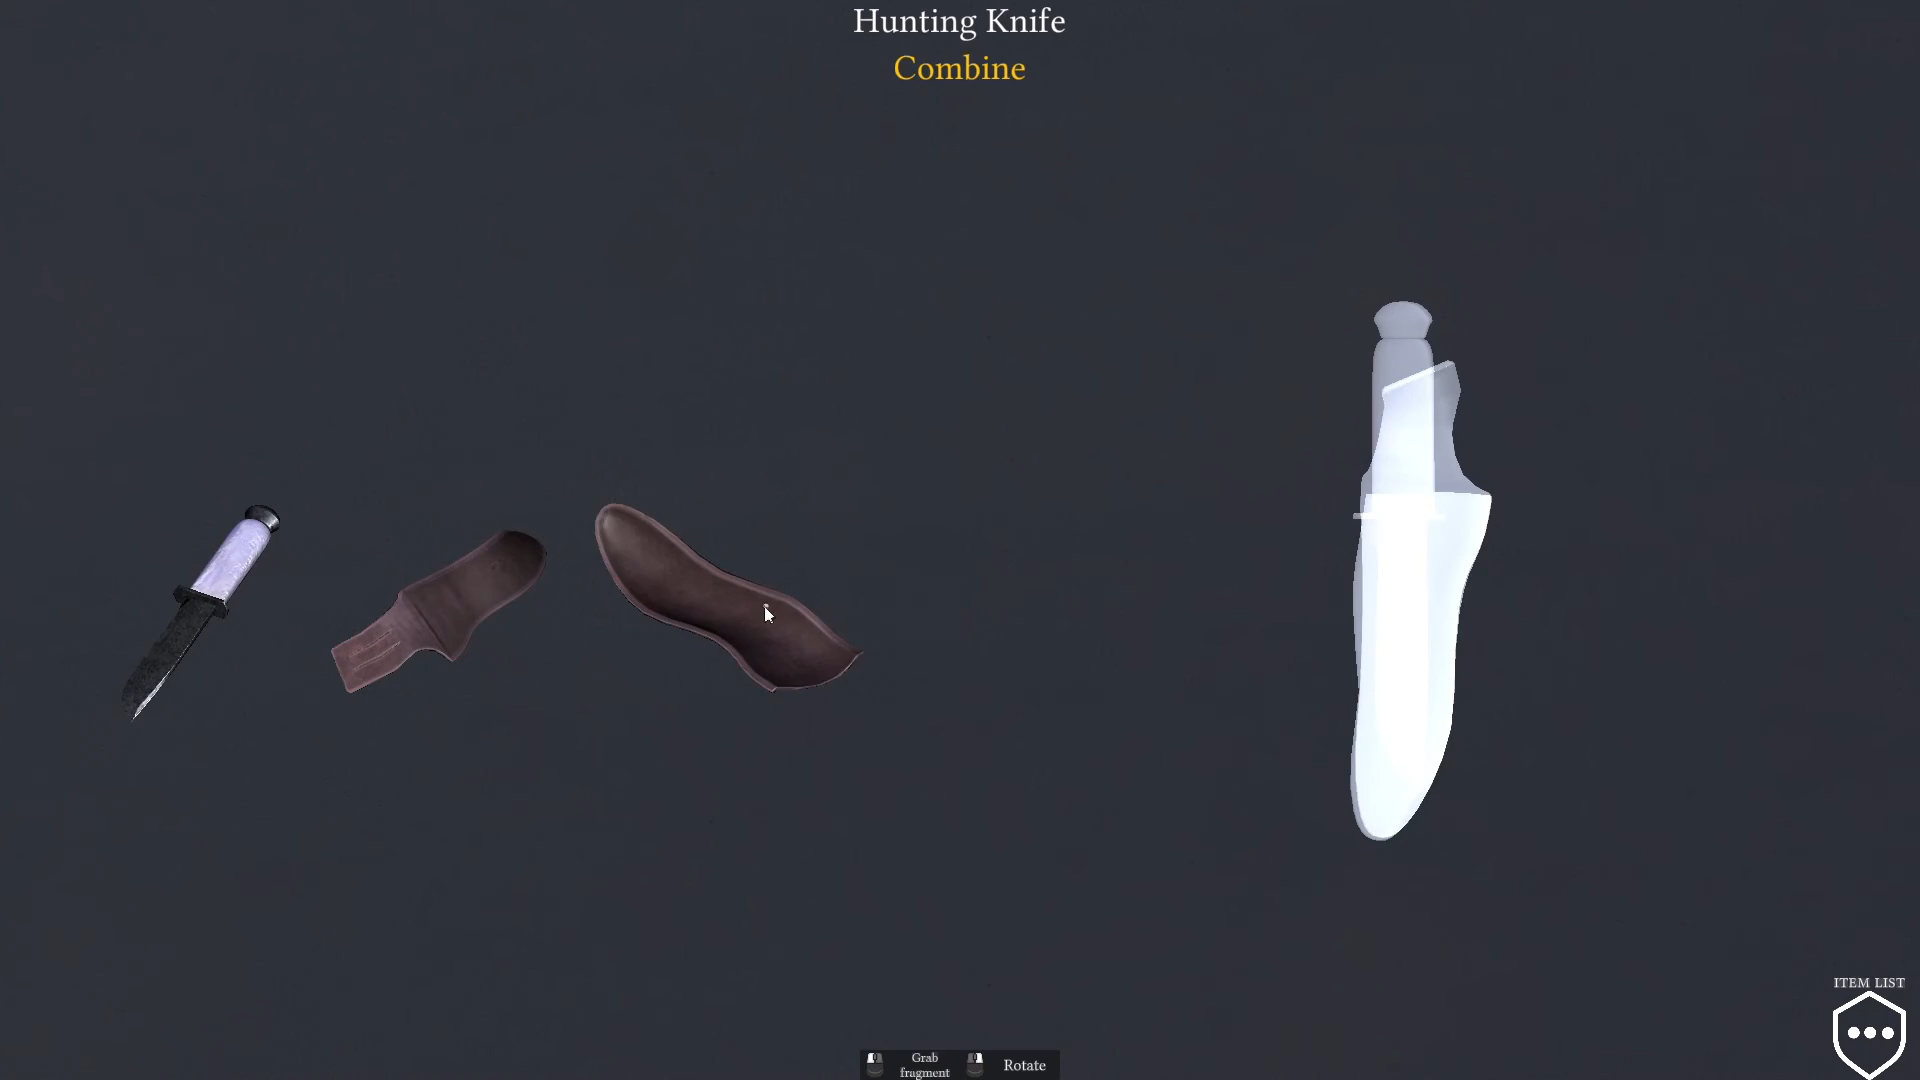 Hunting Knife
Combine
ITEM LIST
Grab
fragment
Rotate